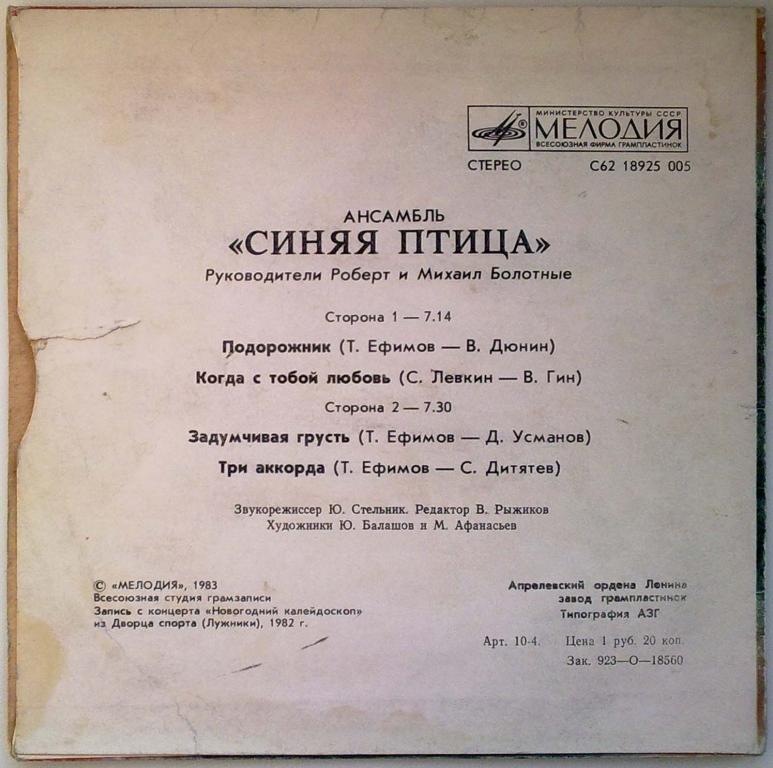 МИНИСТЕРСТВО КУЛЬТУРЫ СССР
МЕЛОДИЯ
ВСЕСОЮЗНАЯ ФИРМА ГРАМПЛАСТИНОК
СТЕРЕО С62 18925 005
АНСАМБЛЬ
«СИНЯЯ ПТИЦА»
Руководители Роберт и Михаил Болотные
Сторона 1 — 7.14
Подорожник (Т. Ефимов — В. Дюнин)
Когда с тобой любовь (С. Левкин — В. Гин)
Сторона 2 — 7.30
Задумчивая грусть (Т. Ефимов — Д. Усманов)
Три аккорда (Т. Ефимов — С. Дитятев)
Звукорежиссер Ю. Стельник. Редактор В. Рыжиков
Художники Ю. Балашов и М. Афанасьев
© «МЕЛОДИЯ», 1983
Всесоюзная студия грамзаписи
Запись с концерта «Новогодний калейдоскоп»
из Дворца спорта (Лужники), 1982 г.
Апрелевский ордена Ленина
завод грампластинок
Типография АЗГ
Арт. 10-4. Цена 1 руб. 20 коп.
Зак. 923—О—18560